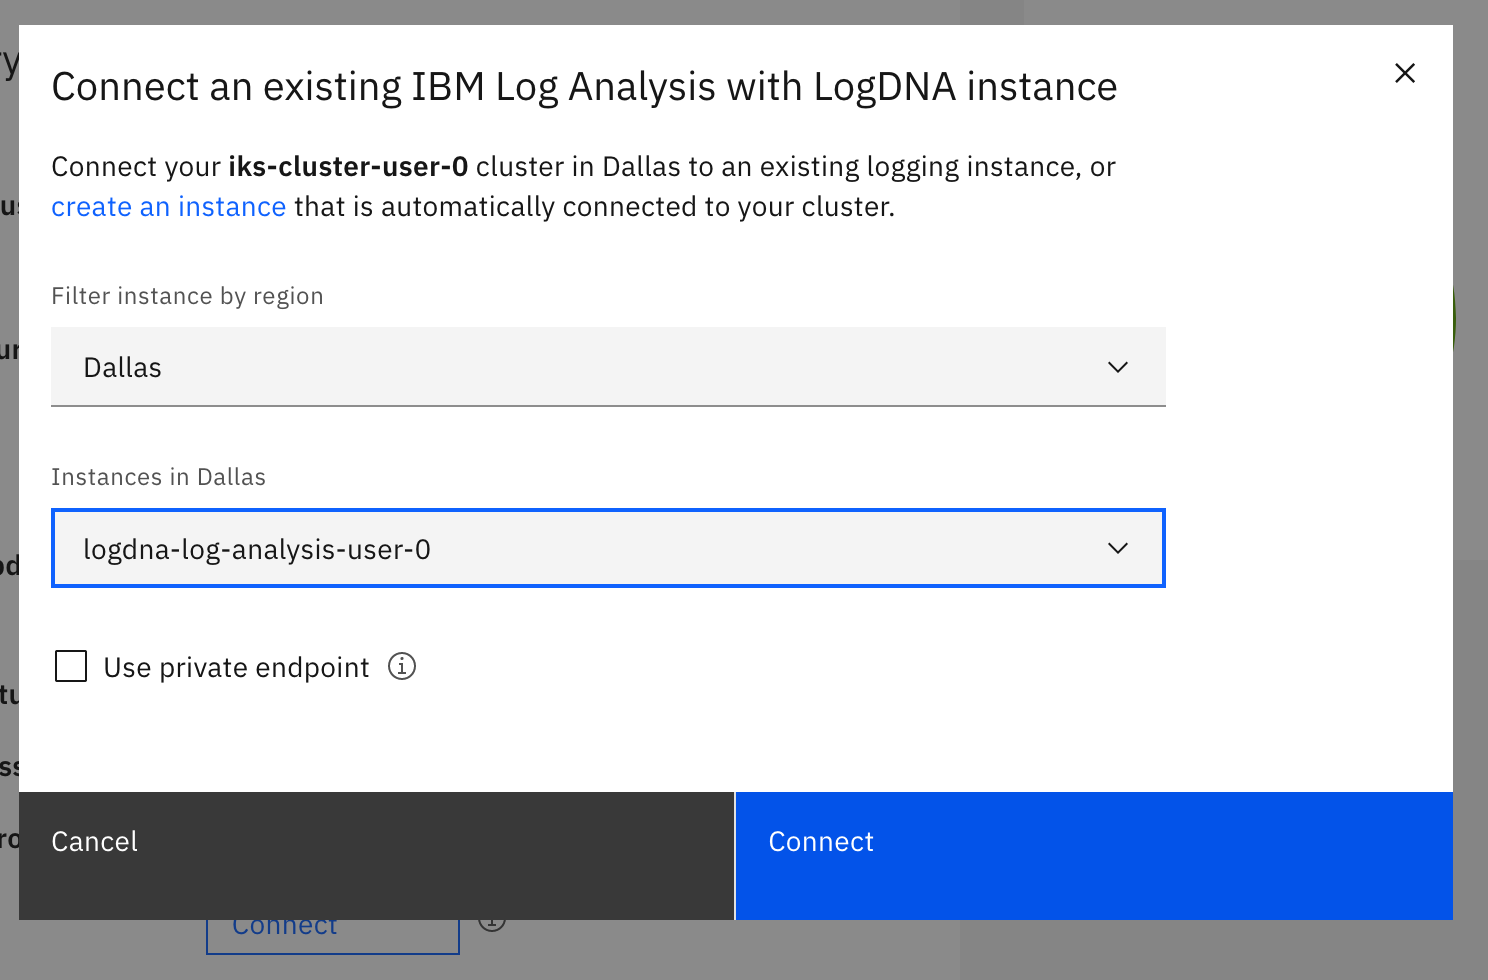 Connect an existing IBM Log Analysis with LogDNA instance
Connect your iks-cluster-user-0 cluster in Dallas to an existing logging instance, or
create an instance that is automatically connected to your cluster.
Filter instance by region
Dallas
Instances in Dallas
logdna-log-analysis-user-0
Use private endpoint
Cancel
Connect
Connect